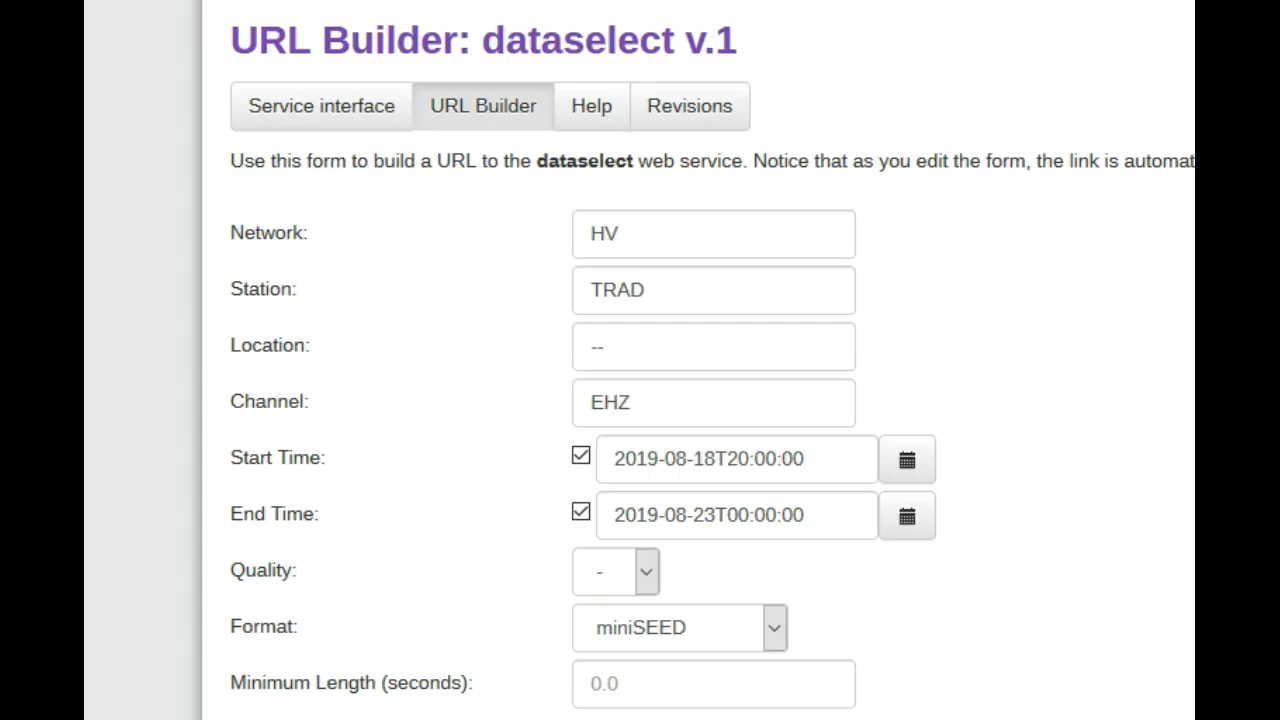 URL Builder: dataselect v.1
Service interface URL Builder Help Revisions
Use this form to build a URL to the dataselect web service. Notice that as you edit the form, the link is automat
Network: HV
Station: TRAD
Location: --
Channel: EHZ
Start Time: 2019-08-18T20:00:00
End Time: 2019-08-23T00:00:00
Quality: -
Format: miniSEED
Minimum Length (seconds): 0.0